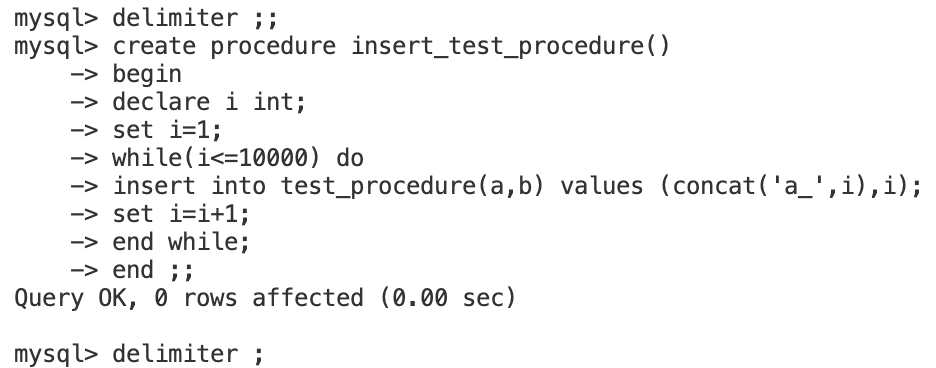 mysql> delimiter ;;
mysql> create procedure insert_test_procedure()
    -> begin
    -> declare i int;
    -> set i=1;
    -> while(i<=10000) do
    -> insert into test_procedure(a,b) values (concat('a_',i),i);
    -> set i=i+1;
    -> end while;
    -> end ;;
Query OK, 0 rows affected (0.00 sec)

mysql> delimiter ;